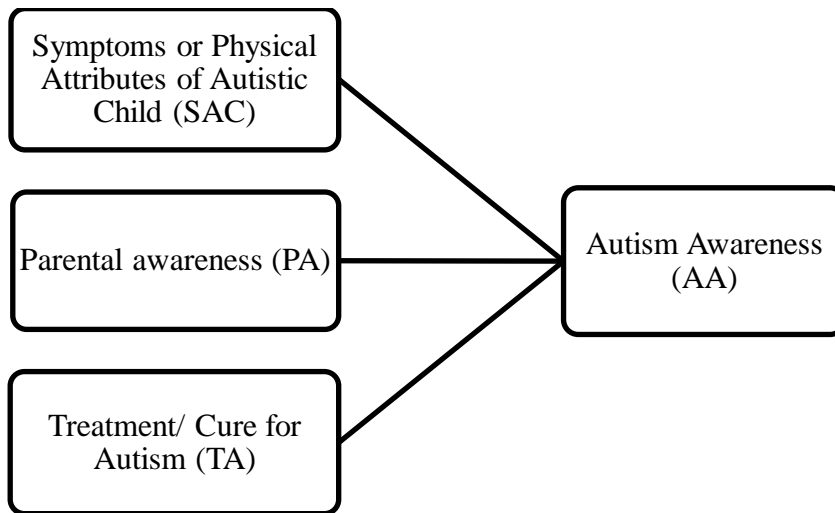 Symptoms or Physical
Attributes of Autistic
Child (SAC)
Parental awareness (PA)
Autism Awareness
(AA)
Treatment/ Cure for
Autism (TA)